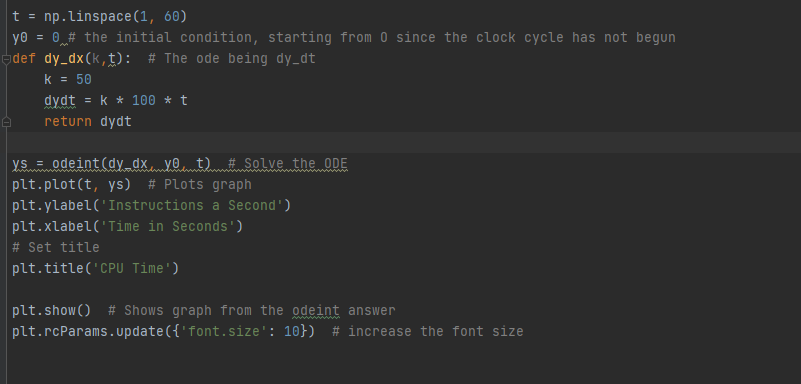 t = np.linspace(1, 60)
y0 = 0 # the initial condition, starting from 0 since the clock cycle has not begun
def dy_dx(k,t):  # The ode being dy_dt
    k = 50
    dydt = k * 100 * t
    return dydt
ys = odeint(dy_dx, y0, t)  # Solve the ODE
plt.plot(t, ys)  # Plots graph
plt.ylabel('Instructions a Second')
plt.xlabel('Time in Seconds')
# Set title
plt.title('CPU Time')
plt.show()  # Shows graph from the odeint answer
plt.rcParams.update({'font.size': 10})  # increase the font size